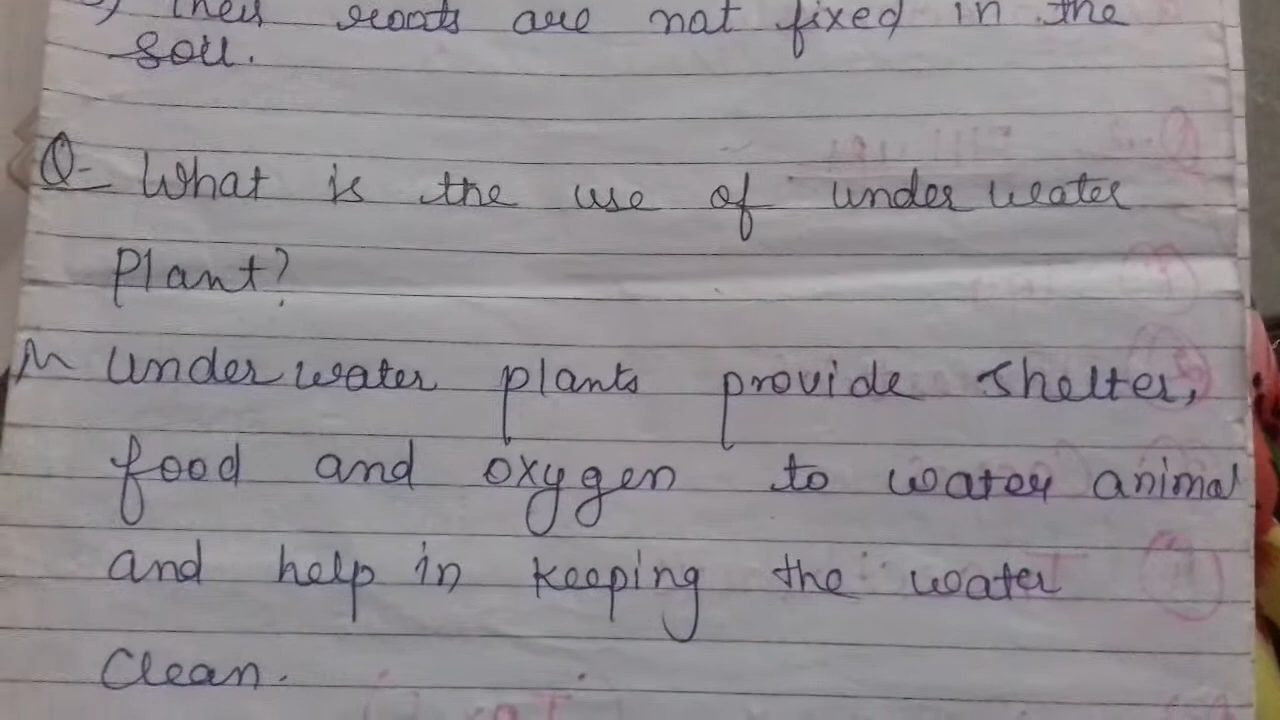 They roots are not fixed in the
soil.
Q- What is the use of under water
Plant?
Under water plants provide shelter,
food and oxygen to water animal
and help in keeping the water
clean.